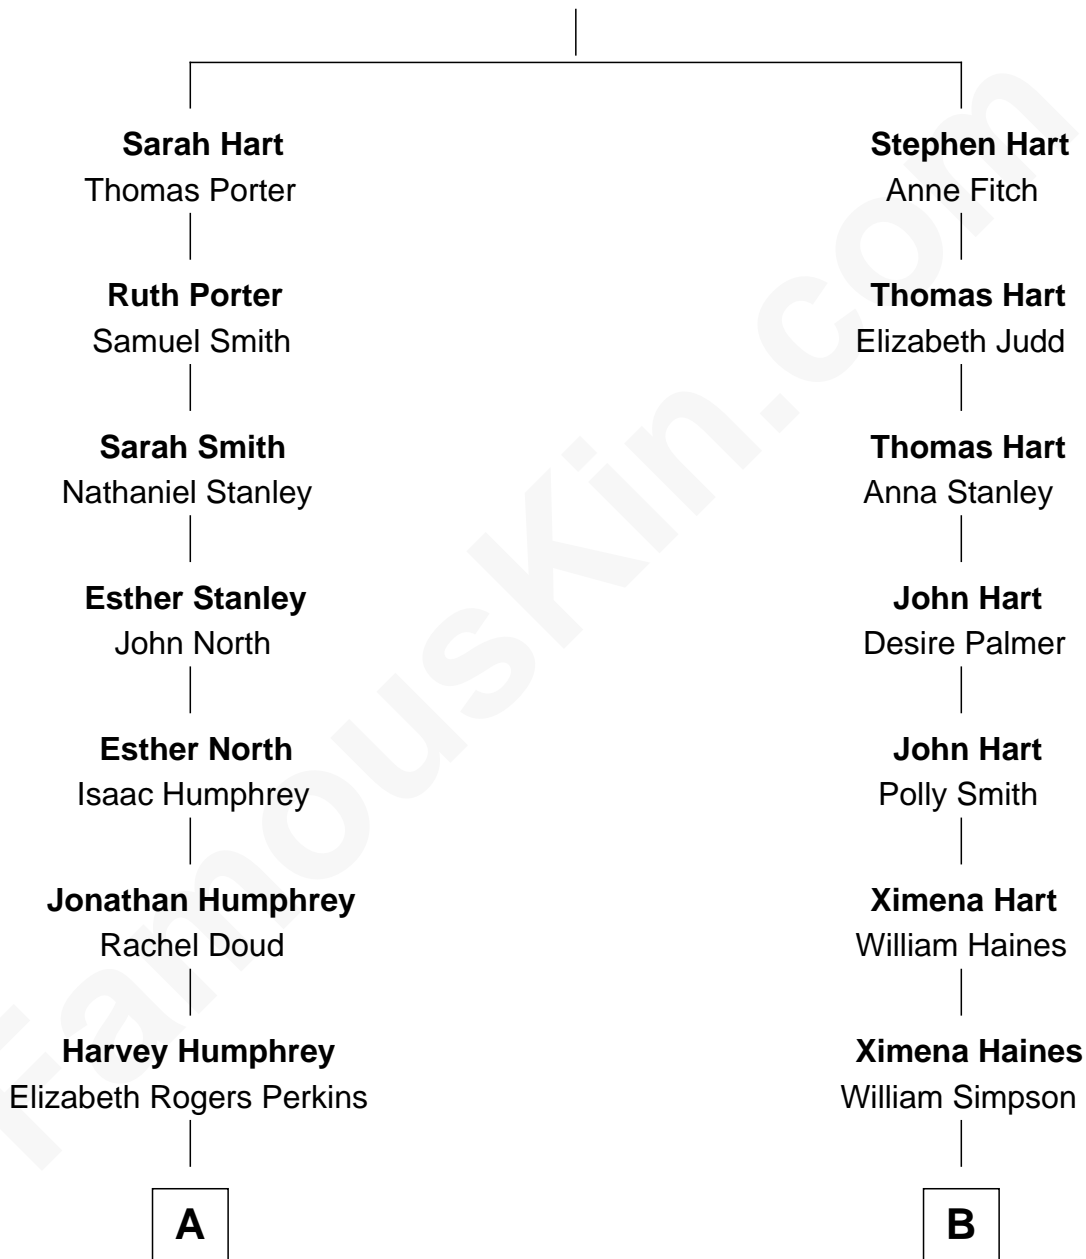 Sarah Hart
Thomas Porter
Stephen Hart
Anne Fitch
Ruth Porter
Samuel Smith
Thomas Hart
Elizabeth Judd
Sarah Smith
Nathaniel Stanley
Thomas Hart
Anna Stanley
Esther Stanley
John North
John Hart
Desire Palmer
Esther North
Isaac Humphrey
John Hart
Polly Smith
Jonathan Humphrey
Rachel Doud
Ximena Hart
William Haines
Harvey Humphrey
Elizabeth Rogers Perkins
Ximena Haines
William Simpson
A
B
FamousKin.com